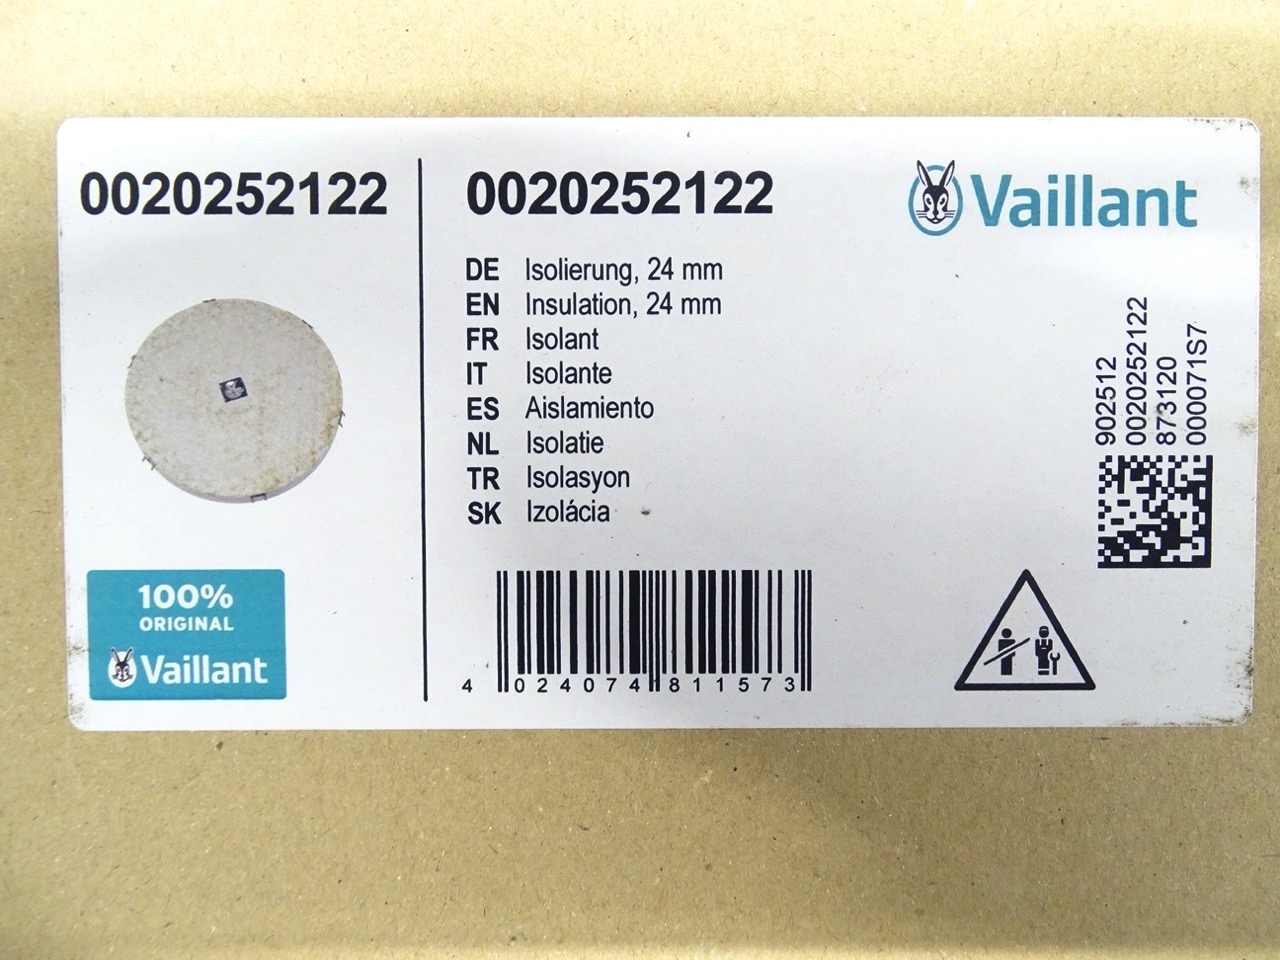 0020252122
100%
ORIGINAL
Vaillant
0020252122
Vaillant
DE Isolierung, 24 mm
EN Insulation, 24 mm
FR Isolant
IT Isolante
ES Aislamiento
NL Isolatie
TR Isolasyon
SK Izolácia
4 024074 811573
902512
0020252122
873120
000071S7